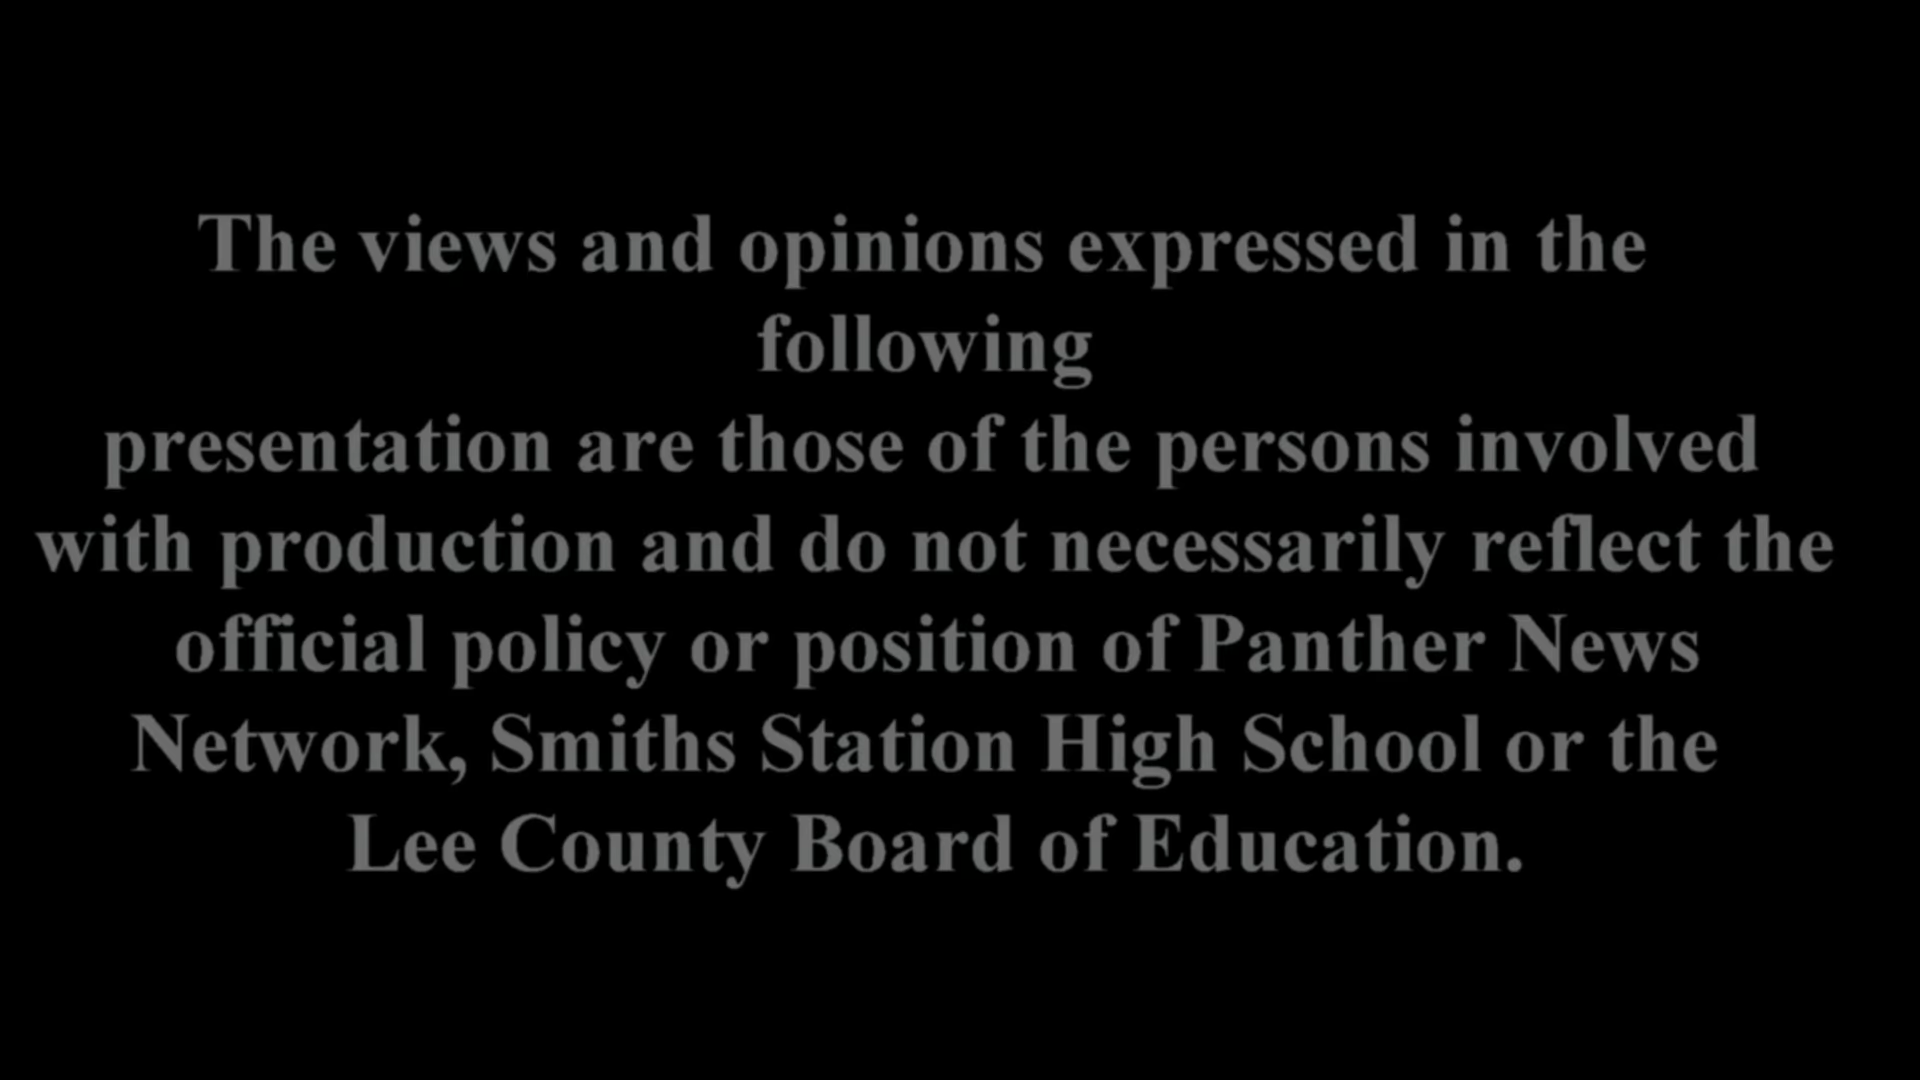 The views and opinions expressed in the
following
presentation are those of the persons involved
with production and do not necessarily reflect the
official policy or position of Panther News
Network, Smiths Station High School or the
Lee County Board of Education.